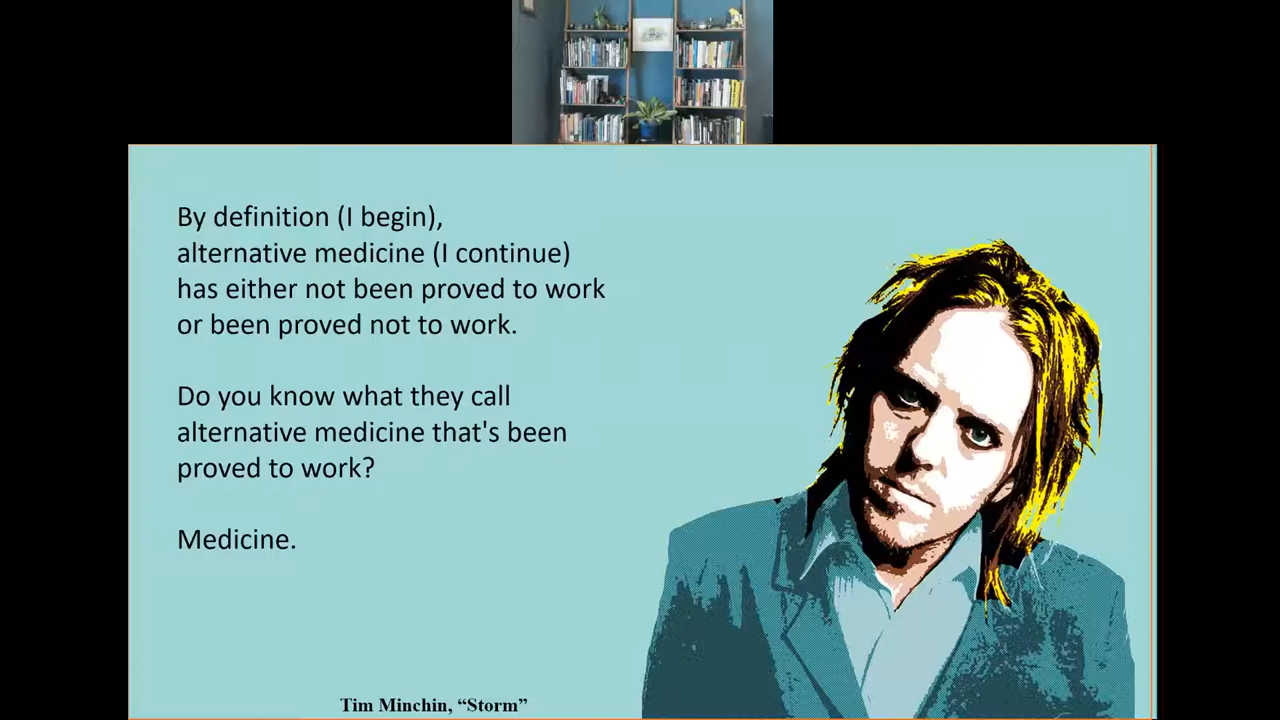 By definition (I begin),
alternative medicine (I continue)
has either not been proved to work
or been proved not to work.
Do you know what they call
alternative medicine that's been
proved to work?
Medicine.
Tim Minchin, “Storm”